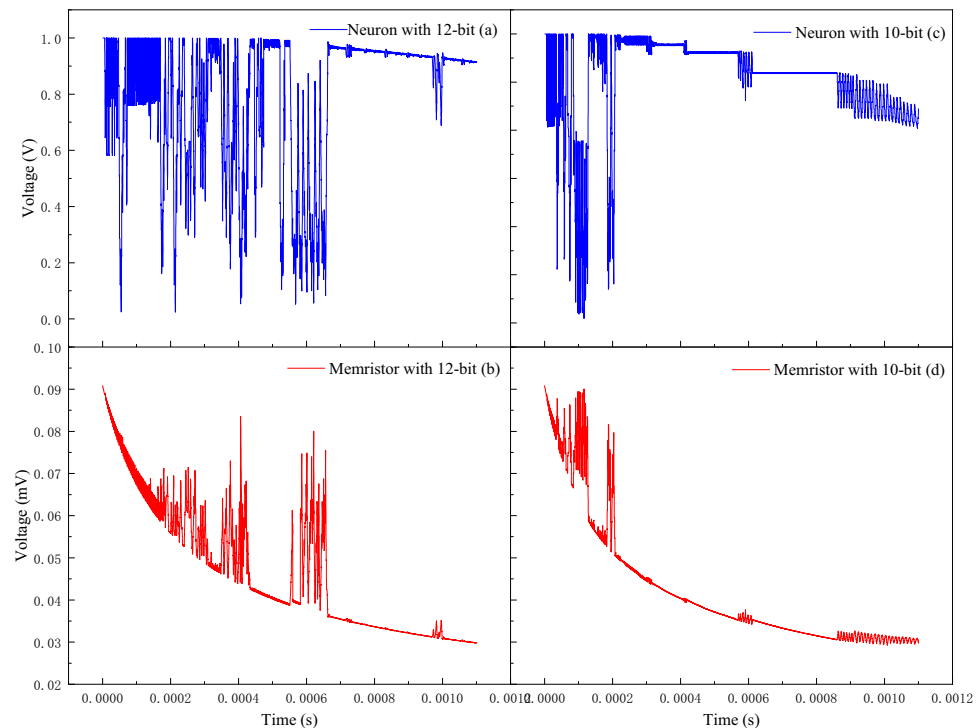 Neuron with 12-bit (a)
Neuron with 10-bit (c)
1.0
0.8
0.6
0.4
0.2
0.0
Voltage (V)
Memristor with 12-bit (b)
Memristor with 10-bit (d)
0.10
0.09
0.08
0.07
0.06
0.05
0.04
0.03
0.02
Voltage (mV)
0.0000 0.0002 0.0004 0.0006 0.0008 0.0010 0.0012
0.0000 0.0002 0.0004 0.0006 0.0008 0.0010 0.0012
Time (s)
Time (s)